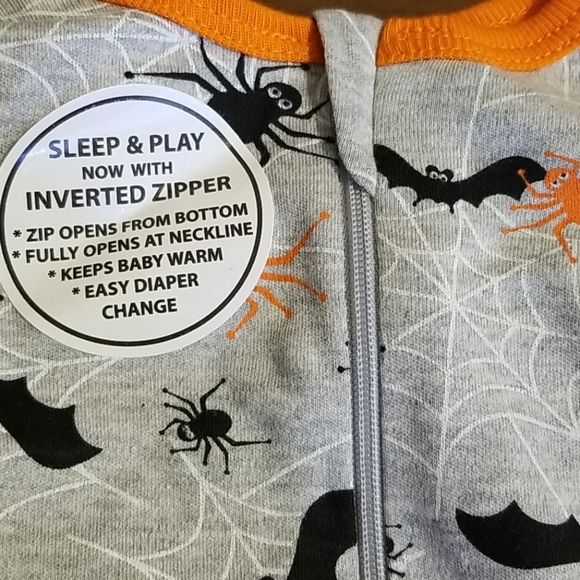 SLEEP & PLAY
NOW WITH
INVERTED ZIPPER
* ZIP OPENS FROM BOTTOM
* FULLY OPENS AT NECKLINE
* KEEPS BABY WARM
* EASY DIAPER
CHANGE